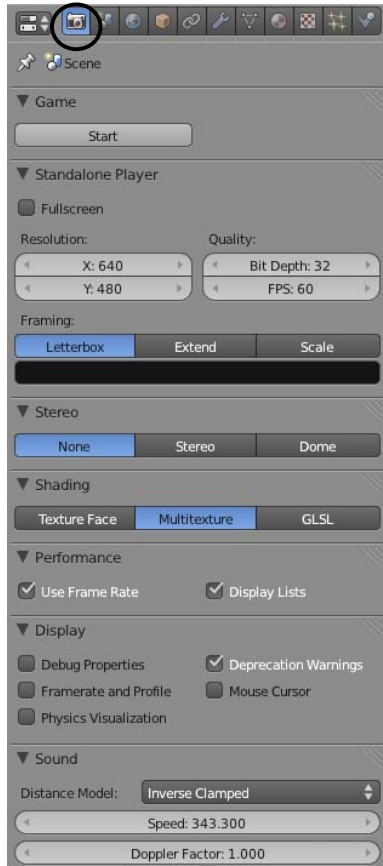 Scene
Game
Start
Standalone Player
Fullscreen
Resolution: Quality:
X: 640 Bit Depth: 32
Y: 480 FPS: 60
Framing:
Letterbox Extend Scale
Stereo
None Stereo Dome
Shading
Texture Face Multitexture GLSL
Performance
Use Frame Rate Display Lists
Display
Debug Properties Deprecation Warnings
Framerate and Profile Mouse Cursor
Physics Visualization
Sound
Distance Model: Inverse Clamped
Speed: 343.300
Doppler Factor: 1.000